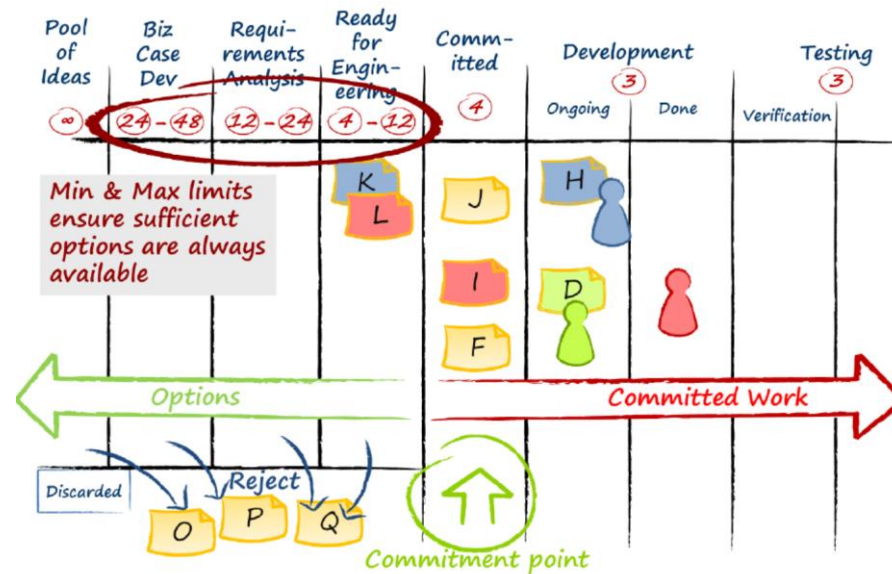 Pool
of
Ideas
Biz
Case
Dev
Requi-
rements
Analysis
Ready
for
Engin-
eering
Comm-
itted
Development
Testing
∞
24 - 48
12 - 24
4 - 12
4
3
3
Ongoing
Done
Verification
Min & Max limits
ensure sufficient
options are always
available
K
L
J
H
I
D
F
Options
Committed Work
Discarded
Reject
O
P
Q
Commitment point